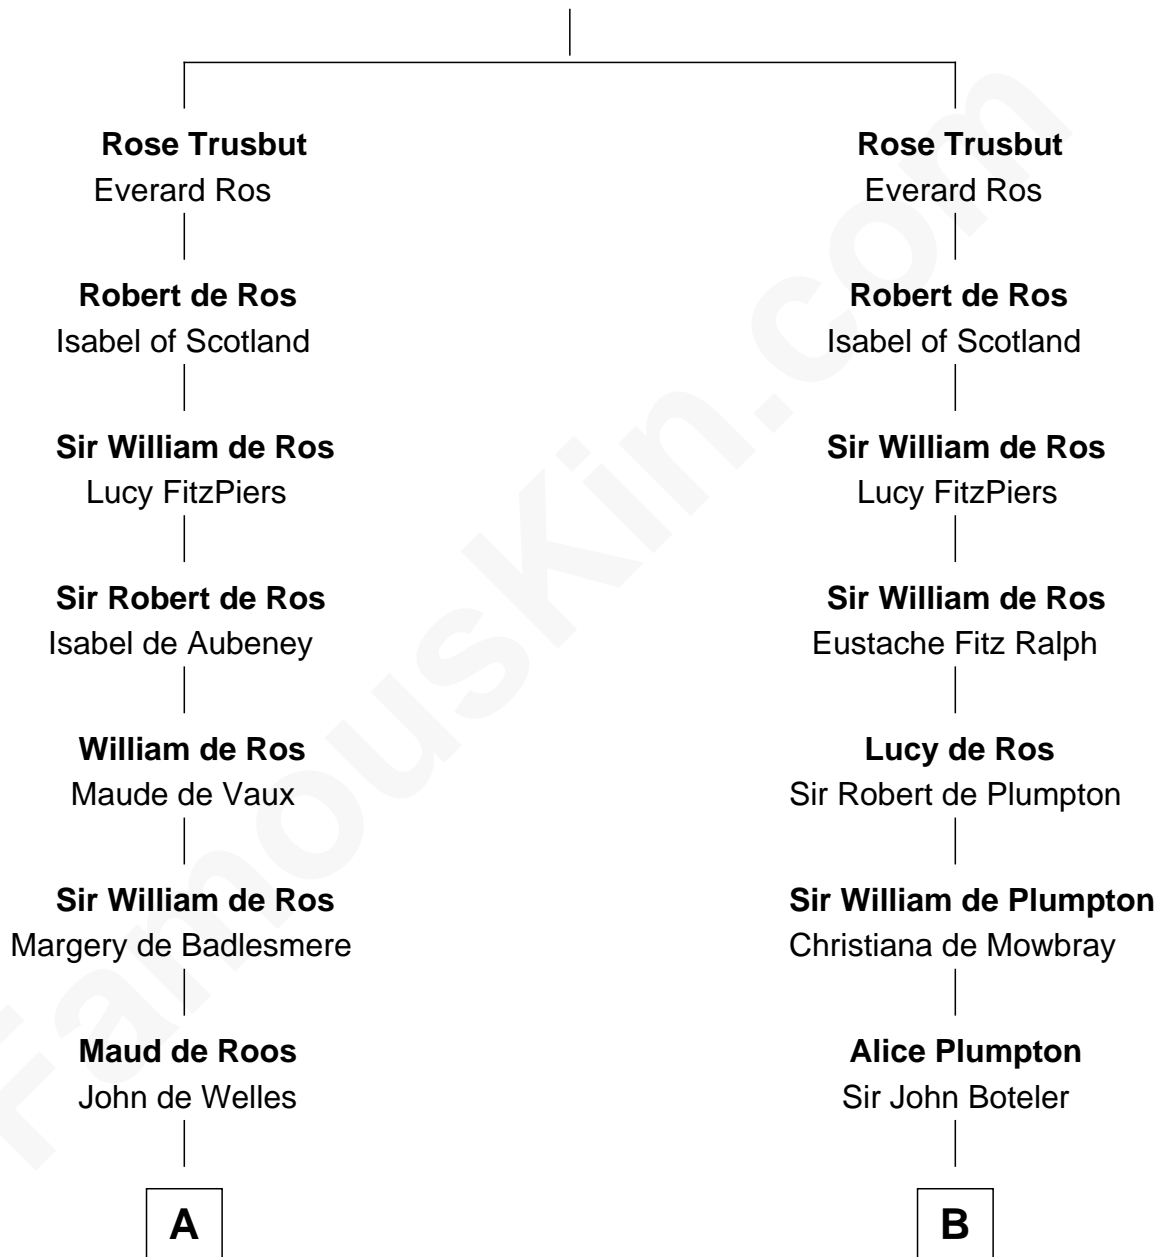 Rose Trusbut
Everard Ros
Robert de Ros
Isabel of Scotland
Sir William de Ros
Lucy FitzPiers
Sir Robert de Ros
Isabel de Aubeney
William de Ros
Maude de Vaux
Sir William de Ros
Margery de Badlesmere
Maud de Roos
John de Welles
A
Rose Trusbut
Everard Ros
Robert de Ros
Isabel of Scotland
Sir William de Ros
Lucy FitzPiers
Sir William de Ros
Eustache Fitz Ralph
Lucy de Ros
Sir Robert de Plumpton
Sir William de Plumpton
Christiana de Mowbray
Alice Plumpton
Sir John Boteler
B
FamousKin.com